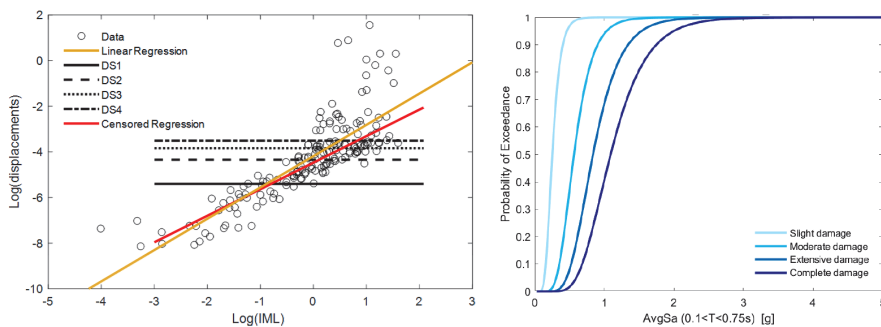 Log(displacements)
2
0
-2
-4
-6
-8
-10
Data
Linear Regression
DS1
DS2
DS3
DS4
Censored Regression
-5
-4
-3
-2
-1
0
1
2
3
Log(IML)
Probability of Exceedance
1
0.9
0.8
0.7
0.6
0.5
0.4
0.3
0.2
0.1
0
Slight damage
Moderate damage
Extensive damage
Complete damage
0
1
2
3
4
5
AvgSa (0.1<T<0.75s) [g]